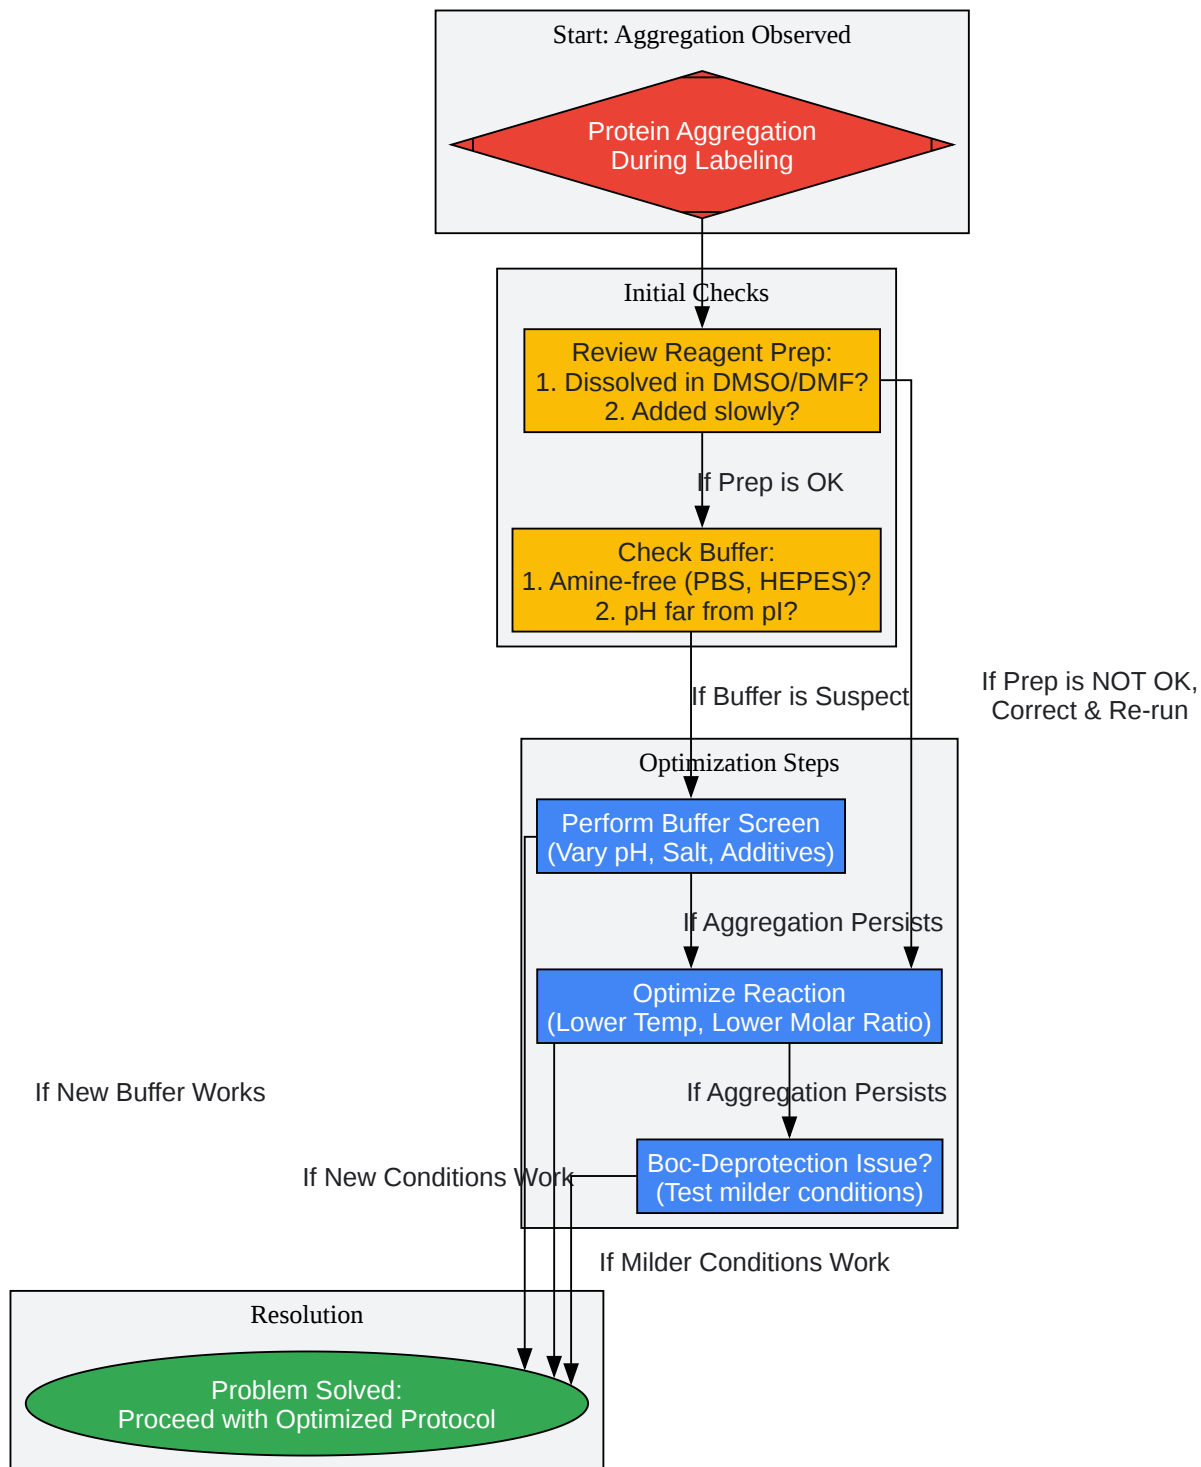 Start: Aggregation Observed
Protein Aggregation
During Labeling
Initial Checks
Review Reagent Prep:
1. Dissolved in DMSO/DMF?
2. Added slowly?
If Prep is OK
Check Buffer:
1. Amine-free (PBS, HEPES)?
2. pH far from pI?
If Buffer is Suspect
If Prep is NOT OK,
Correct & Re-run
Optimization Steps
Perform Buffer Screen
(Vary pH, Salt, Additives)
If Aggregation Persists
Optimize Reaction
(Lower Temp, Lower Molar Ratio)
If New Buffer Works
If Aggregation Persists
Boc-Deprotection Issue?
(Test milder conditions)
If New Conditions Work
If Milder Conditions Work
Resolution
Problem Solved:
Proceed with Optimized Protocol